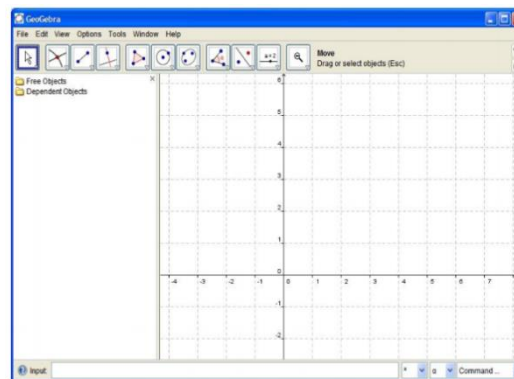 GeoGebra
File Edit View Options Tools Window Help
a=2
Move
Drag or select objects (Esc)
Free Objects
Dependent Objects
6
5
4
3
2
1
0
-4 -3 -2 -1 0 1 2 3 4 5 6 7
-1
-2
Input: α Command ...